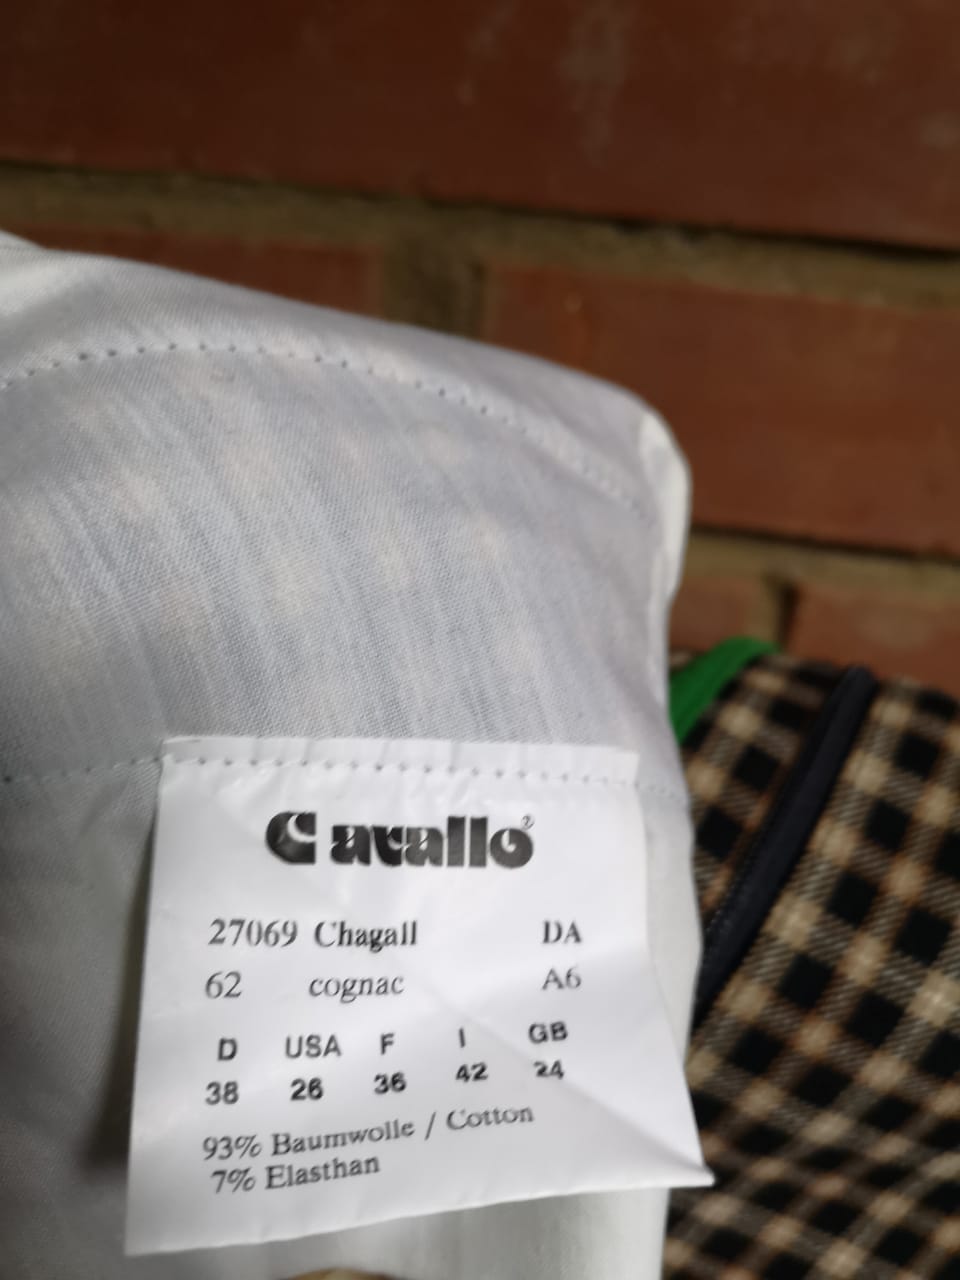 Cavallo®
27069 Chagall DA
62 cognac A6
D USA F I GB
38 26 36 42 24
93% Baumwolle / Cotton
7% Elasthan